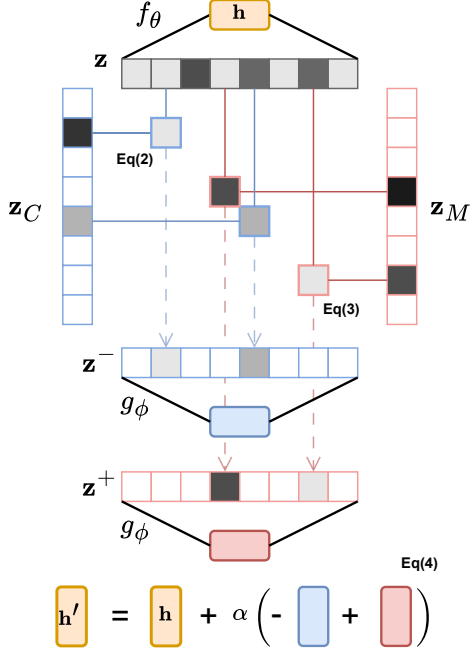 f_θ
h
z
Eq(2)
z_C
z_M
Eq(3)
z⁻
g_ϕ
z⁺
g_ϕ
Eq(4)
h′ = h + α ( - + )